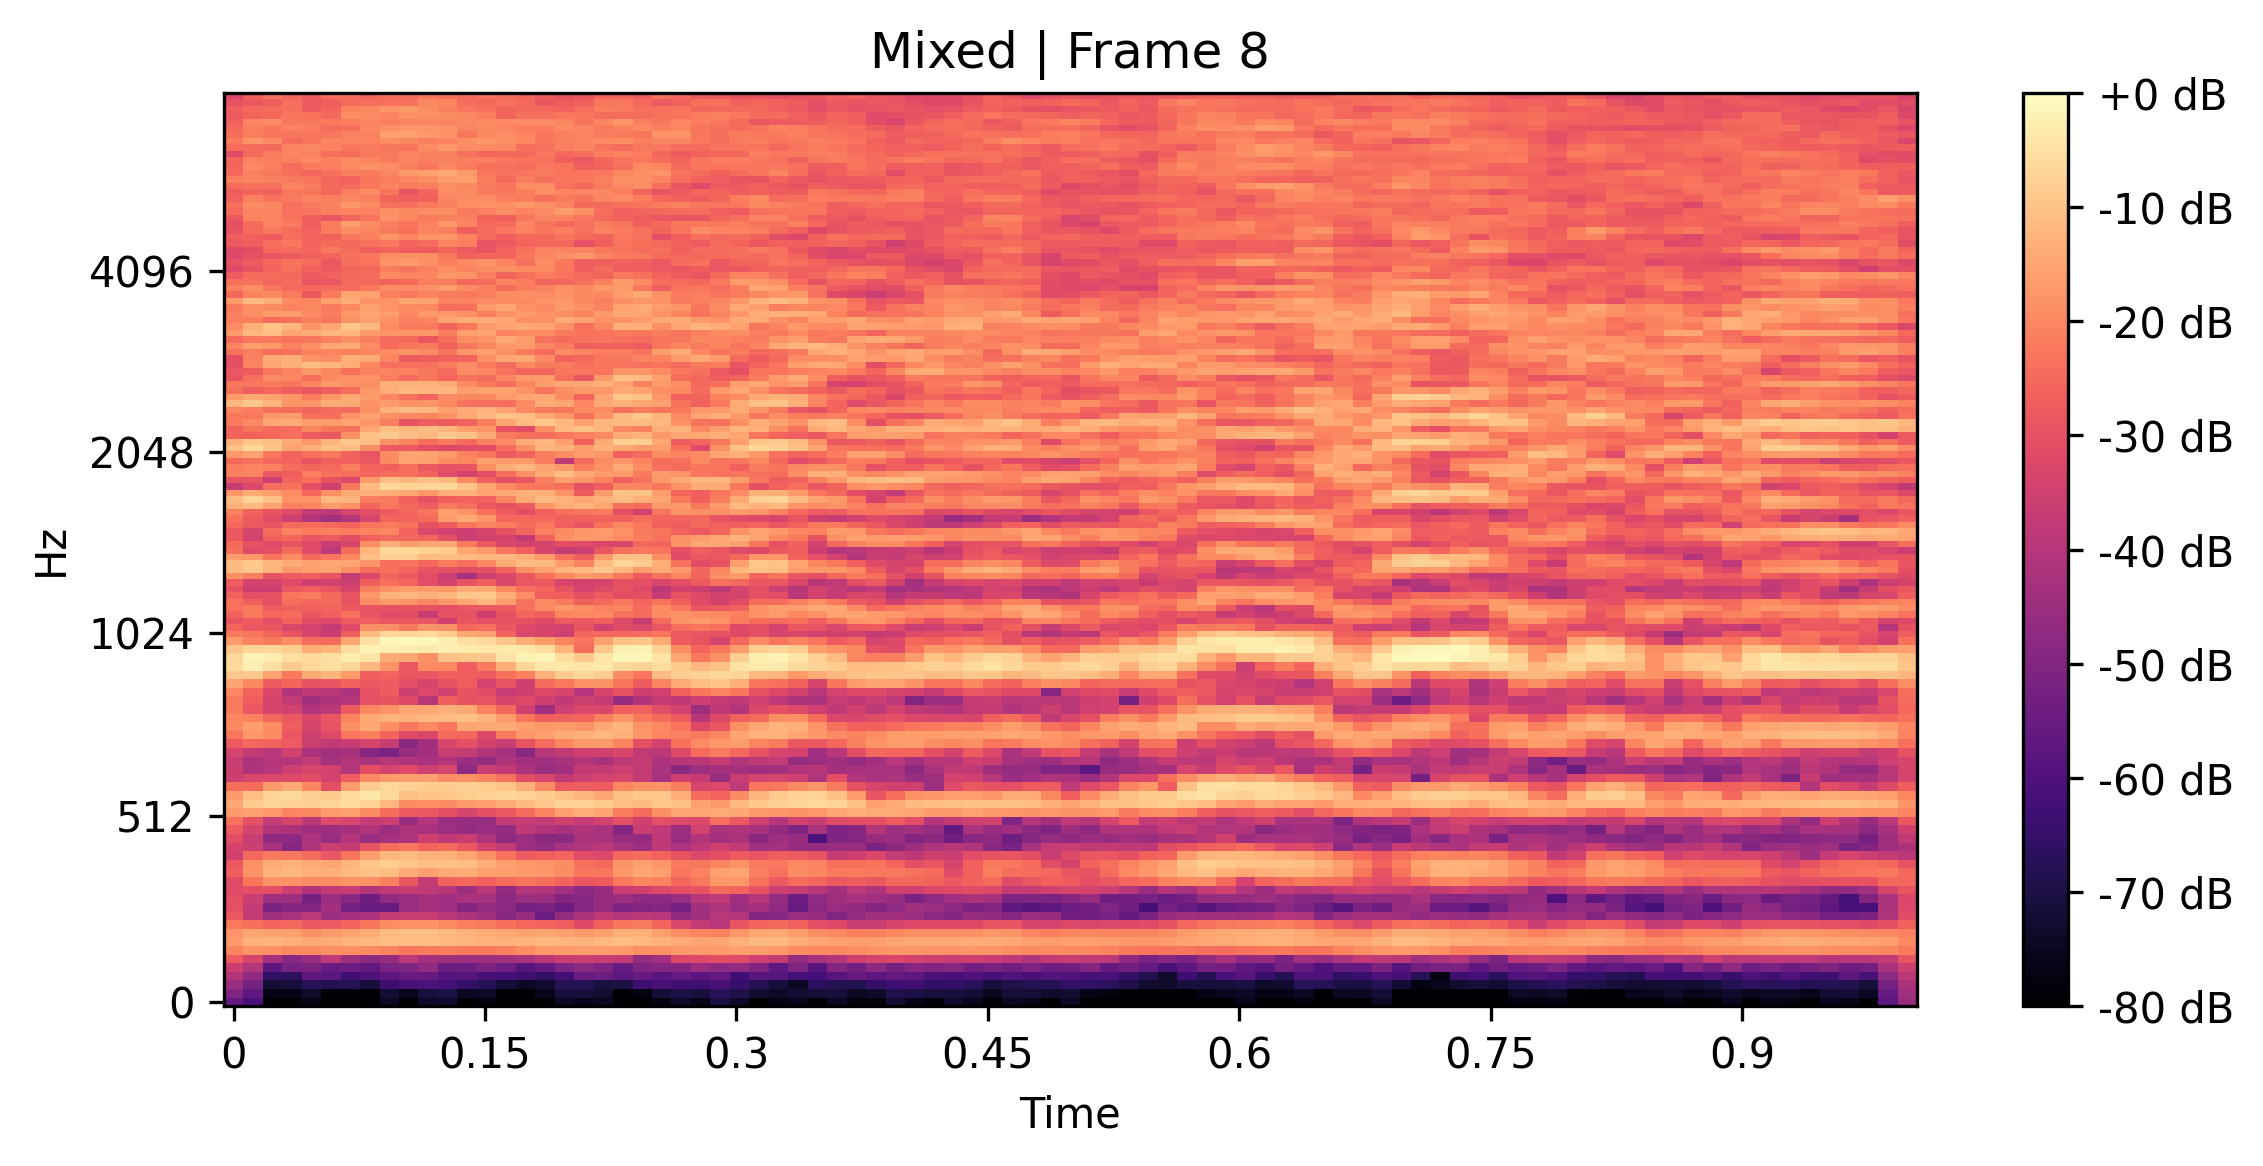 Mixed | Frame 8
+0 dB
-10 dB
-20 dB
-30 dB
-40 dB
-50 dB
-60 dB
-70 dB
-80 dB
Hz
4096
2048
1024
512
0
0 0.15 0.3 0.45 0.6 0.75 0.9
Time